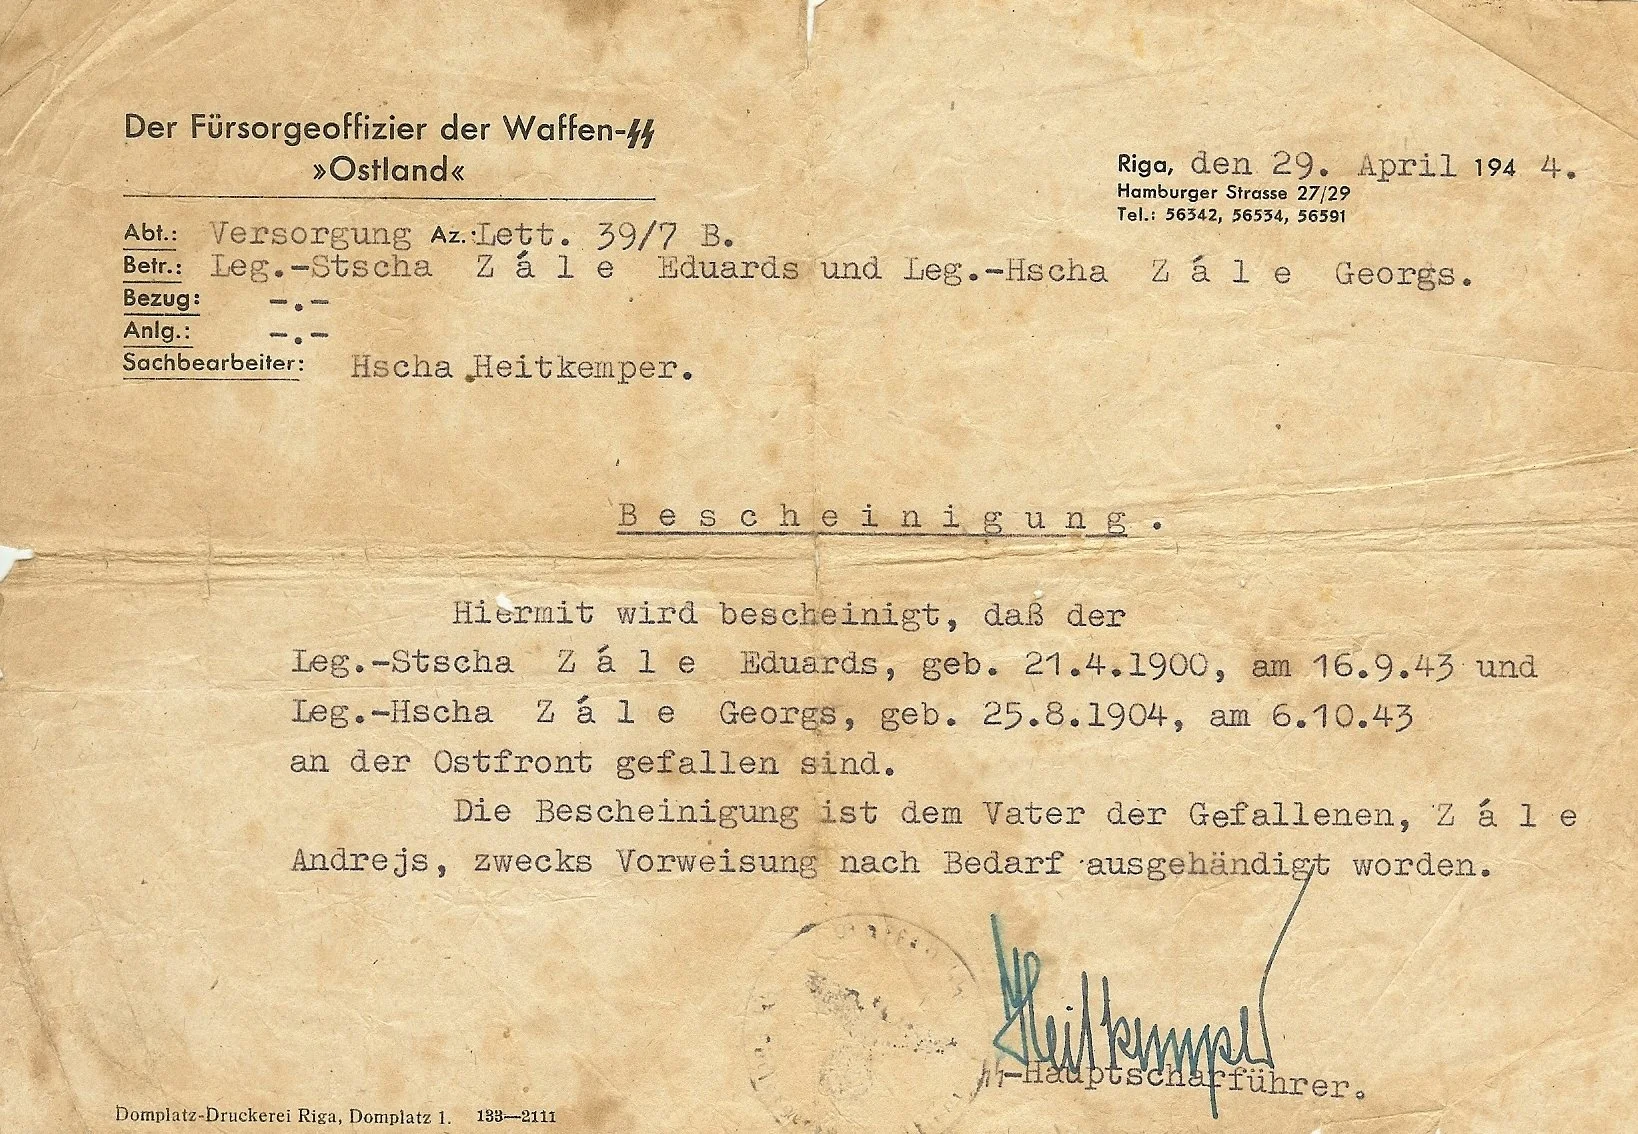 Der Fürsorgeoffizier der Waffen-SS
»Ostland«
Riga, den 29. April 194 4.
Hamburger Strasse 27/29
Tel.: 56342, 56534, 56591
Abt.: Versorgung Az.: Lett. 39/7 B.
Betr.: Leg.-Stscha Z á l e Eduards und Leg.-Hscha Z á l e Georgs.
Bezug: -.-
Anlg.: -.-
Sachbearbeiter: Hscha Heitkemper.
B e s c h e i n i g u n g .
Hiermit wird bescheinigt, daß der
Leg.-Stscha Z á l e Eduards, geb. 21.4.1900, am 16.9.43 und
Leg.-Hscha Z á l e Georgs, geb. 25.8.1904, am 6.10.43
an der Ostfront gefallen sind.
Die Bescheinigung ist dem Vater der Gefallenen, Z á l e
Andrejs, zwecks Vorweisung nach Bedarf ausgehändigt worden.
Heitkemper
SS-Hauptscharführer.
Domplatz-Druckerei Riga, Domplatz 1. 133—2111